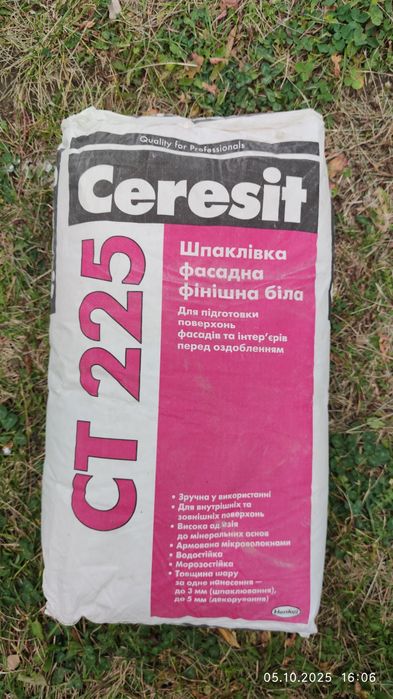 Quality for Professionals
Ceresit
CT 225
Шпаклівка
фасадна
фінішна біла
Для підготовки
поверхонь
фасадів та інтер'єрів
перед оздобленням
• Зручна у використанні
• Для внутрішніх та
зовнішніх поверхонь
• Висока адгезія
до мінеральних основ
• Армована мікроволокнами
• Водостійка
• Морозостійка
• Товщина шару
за одне нанесення —
до 3 мм (шпаклювання),
до 5 мм (декорування)
Henkel
05.10.2025 16:06